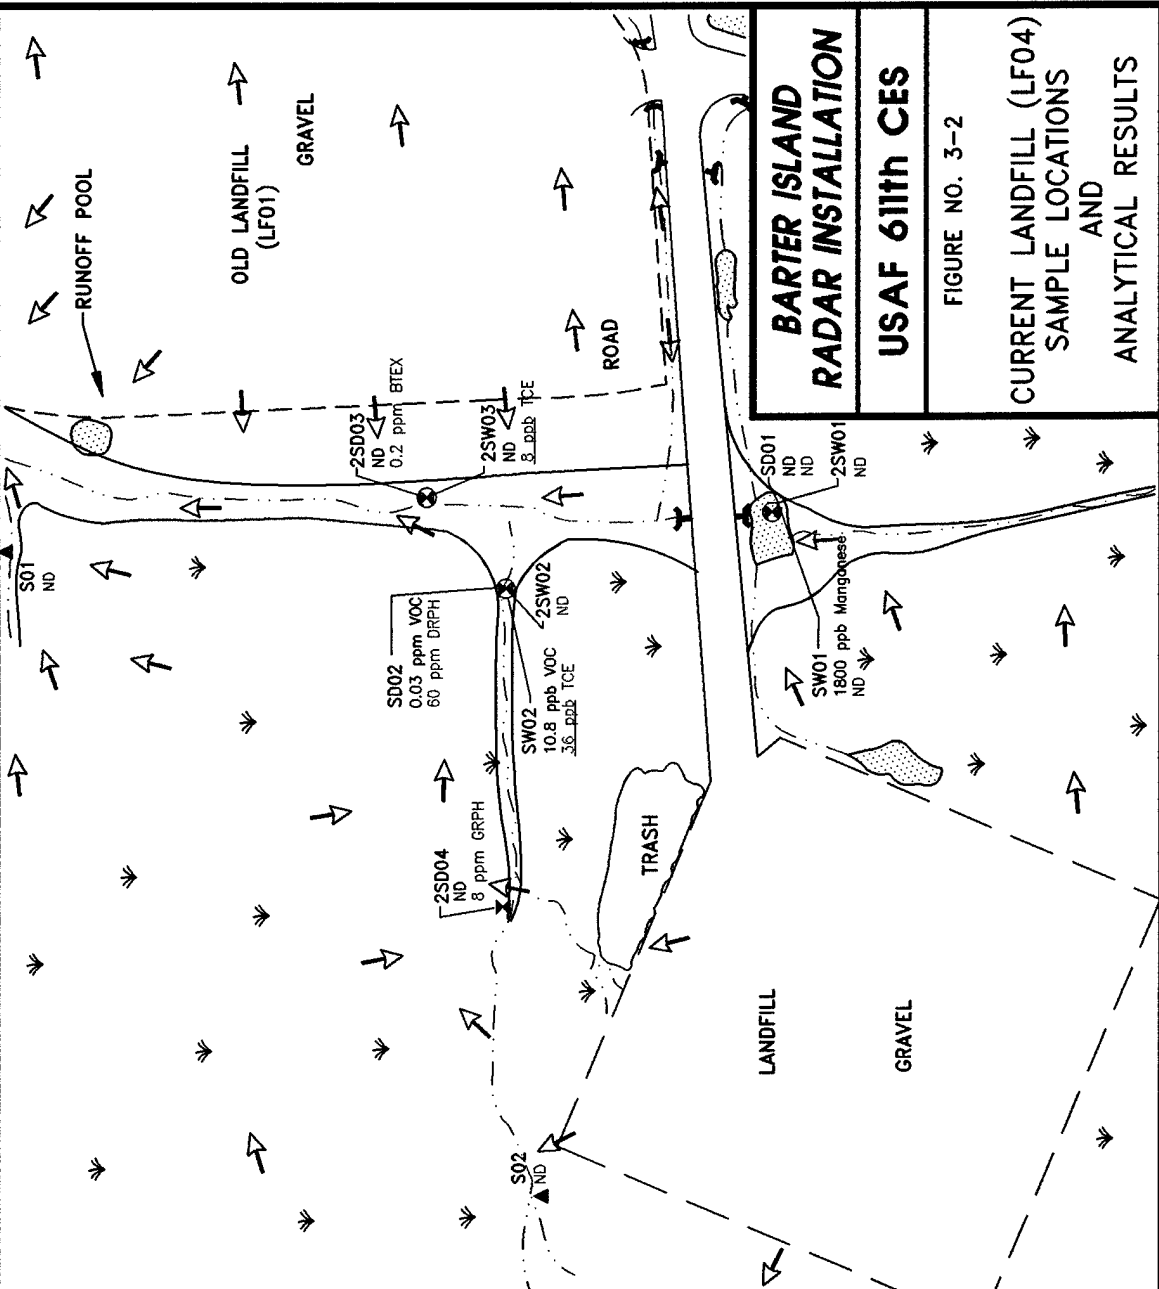 RUNOFF POOL
OLD LANDFILL
(LF01)
GRAVEL
ROAD
2SD03
ND
0.2 ppm BTEX
2SW03
ND
8 ppb TCE
S01
ND
SD02
0.03 ppm VOC
60 ppm DRPH
2SW02
ND
SW02
10.8 ppb VOC
36 ppb TCE
2SD04
ND
8 ppm GRPH
SD01
ND
ND
2SW01
ND
SW01
1800 ppb Manganese
ND
TRASH
S02
ND
LANDFILL
GRAVEL
BARTER ISLAND
RADAR INSTALLATION
USAF 611th CES
FIGURE NO. 3-2
CURRENT LANDFILL (LF04)
SAMPLE LOCATIONS
AND
ANALYTICAL RESULTS